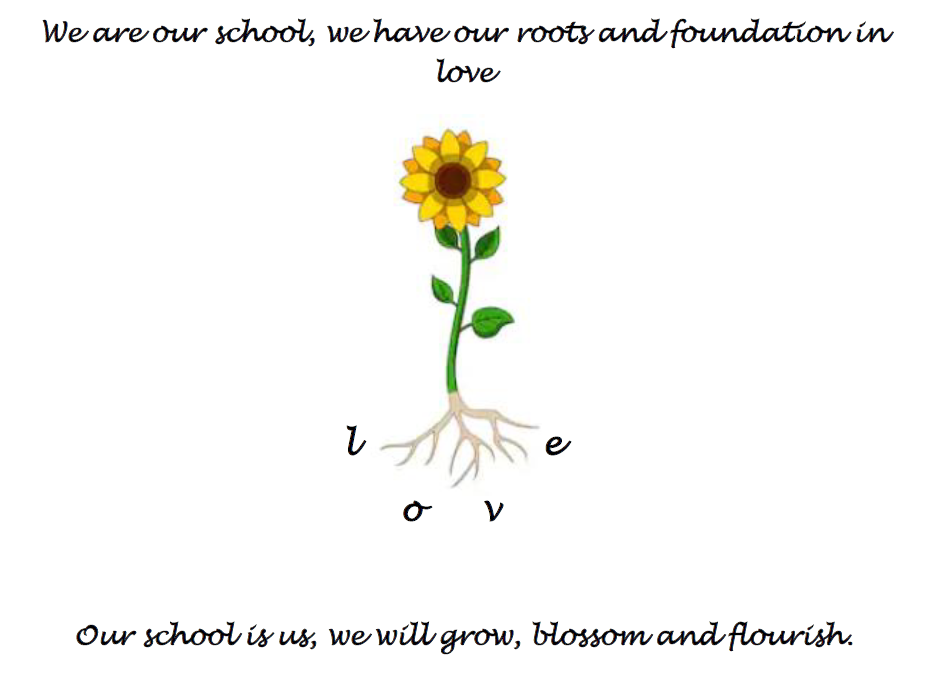 We are our school, we have our roots and foundation in
love
l e
o v
Our school is us, we will grow, blossom and flourish.